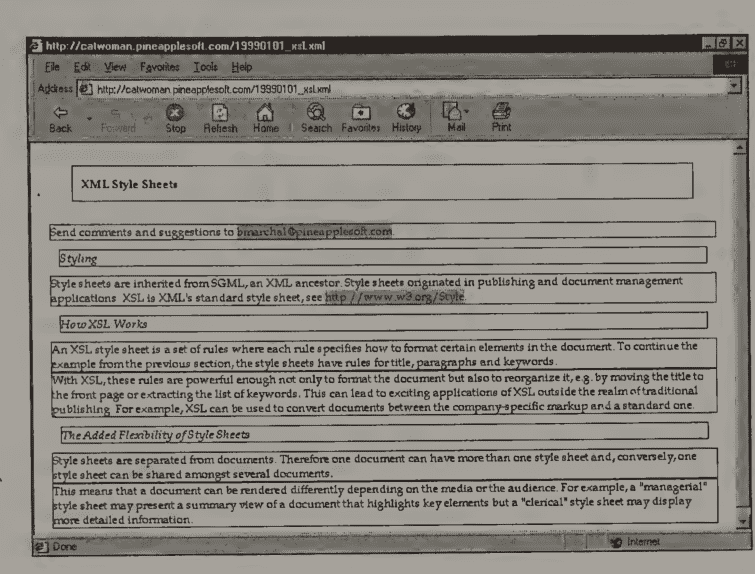 http://catwoman.pineapplesoft.com/19990101_xsl.xml
File Edit View Favorites Tools Help
Address http://catwoman.pineapplesoft.com/19990101_xsl.xml
Back Forward Stop Refresh Home Search Favorites History Mail Print
XML Style Sheets
Send comments and suggestions to bmarchal@pineapplesoft.com.
Styling
Style sheets are inherited from SGML, an XML ancestor. Style sheets originated in publishing and document management
applications. XSL is XML's standard style sheet, see http://www.w3.org/Style.
How XSL Works
An XSL style sheet is a set of rules where each rule specifies how to format certain elements in the document. To continue the
example from the previous section, the style sheets have rules for title, paragraphs and keywords.
With XSL, these rules are powerful enough not only to format the document but also to reorganize it, e.g. by moving the title to
the front page or extracting the list of keywords. This can lead to exciting applications of XSL outside the realm of traditional
publishing. For example, XSL can be used to convert documents between the company-specific markup and a standard one.
The Added Flexibility of Style Sheets
Style sheets are separated from documents. Therefore one document can have more than one style sheet and, conversely, one
style sheet can be shared amongst several documents.
This means that a document can be rendered differently depending on the media or the audience. For example, a "managerial"
style sheet may present a summary view of a document that highlights key elements but a "clerical" style sheet may display
more detailed information.
Done Internet